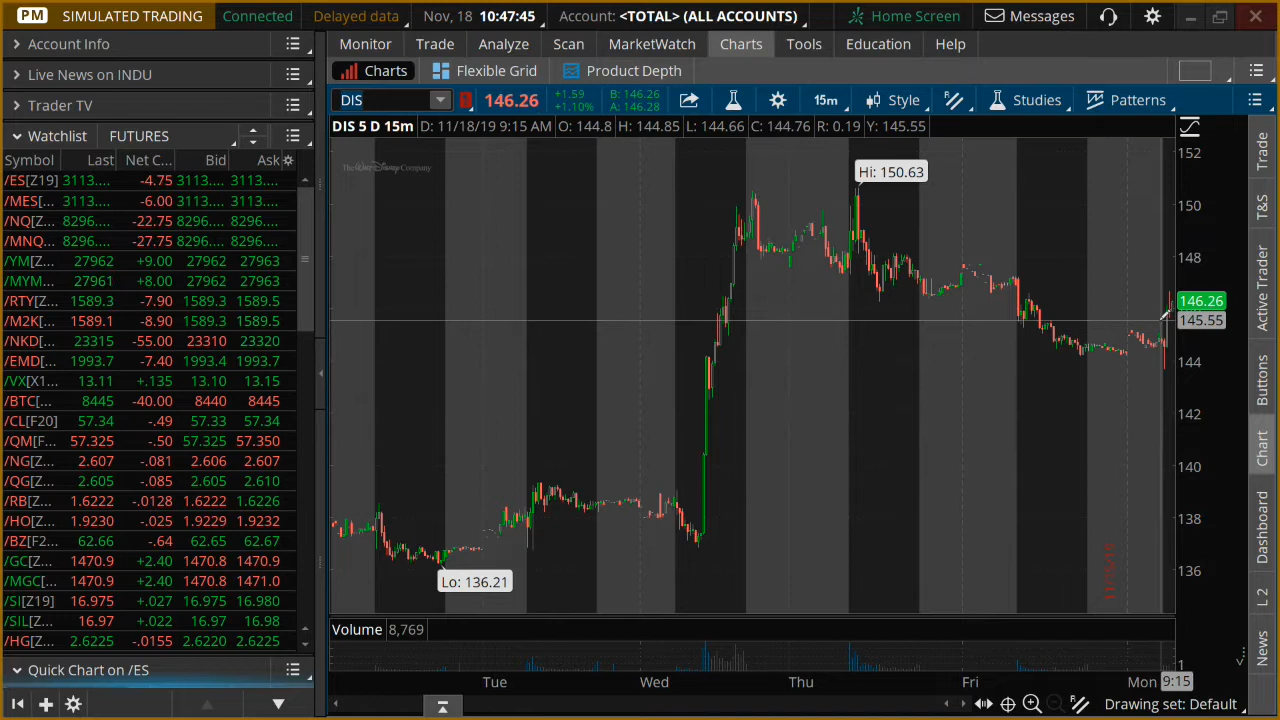 PM SIMULATED TRADING Connected Delayed data Nov, 18 10:47:45 Account: <TOTAL> (ALL ACCOUNTS) Home Screen Messages
Account Info
Live News on INDU
Trader TV
Watchlist FUTURES
Symbol Last Net C... Bid Ask
/ES[Z19] 3113.... -4.75 3113.... 3113....
/MES[... 3113.... -6.00 3113.... 3113....
/NQ[Z... 8296.... -22.75 8296.... 8296....
/MNQ... 8296.... -27.75 8296.... 8296....
/YM[Z... 27962 +9.00 27962 27963
/MYM... 27961 +8.00 27962 27963
/RTY[Z... 1589.3 -7.90 1589.3 1589.5
/M2K[... 1589.1 -8.90 1589.3 1589.5
/NKD[... 23315 -55.00 23310 23320
/EMD[... 1993.7 -7.40 1993.4 1993.7
/VX[X1... 13.11 +.135 13.10 13.15
/BTC[... 8445 -40.00 8440 8445
/CL[F20] 57.34 -.49 57.33 57.34
/QM[F... 57.325 -.50 57.325 57.350
/NG[Z... 2.607 -.081 2.606 2.607
/QG[Z... 2.605 -.085 2.605 2.610
/RB[Z... 1.6222 -.0128 1.6222 1.6226
/HO[Z... 1.9230 -.025 1.9229 1.9232
/BZ[F2... 62.66 -.64 62.65 62.67
/GC[Z... 1470.9 +2.40 1470.8 1470.9
/MGC[... 1470.9 +2.40 1470.8 1471.0
/SI[Z19] 16.975 +.027 16.975 16.980
/SIL[... 16.97 +.022 16.97 16.98
/HG[Z... 2.6225 -.0155 2.6220 2.6225
Quick Chart on /ES
Monitor Trade Analyze Scan MarketWatch Charts Tools Education Help
Charts Flexible Grid Product Depth
DIS 146.26 +1.59 +1.10% B: 146.26 A: 146.28 15m Style Studies Patterns
DIS 5 D 15m D: 11/18/19 9:15 AM O: 144.8 H: 144.85 L: 144.66 C: 144.76 R: 0.19 Y: 145.55
The Walt Disney Company
Hi: 150.63
Lo: 136.21
152
150
148
146.26
145.55
144
142
140
138
136
11/15/19
Volume 8,769
1
Tue Wed Thu Fri Mon 9:15
Drawing set: Default
Trade
T&S
Active Trader
Buttons
Chart
Dashboard
L 2
News